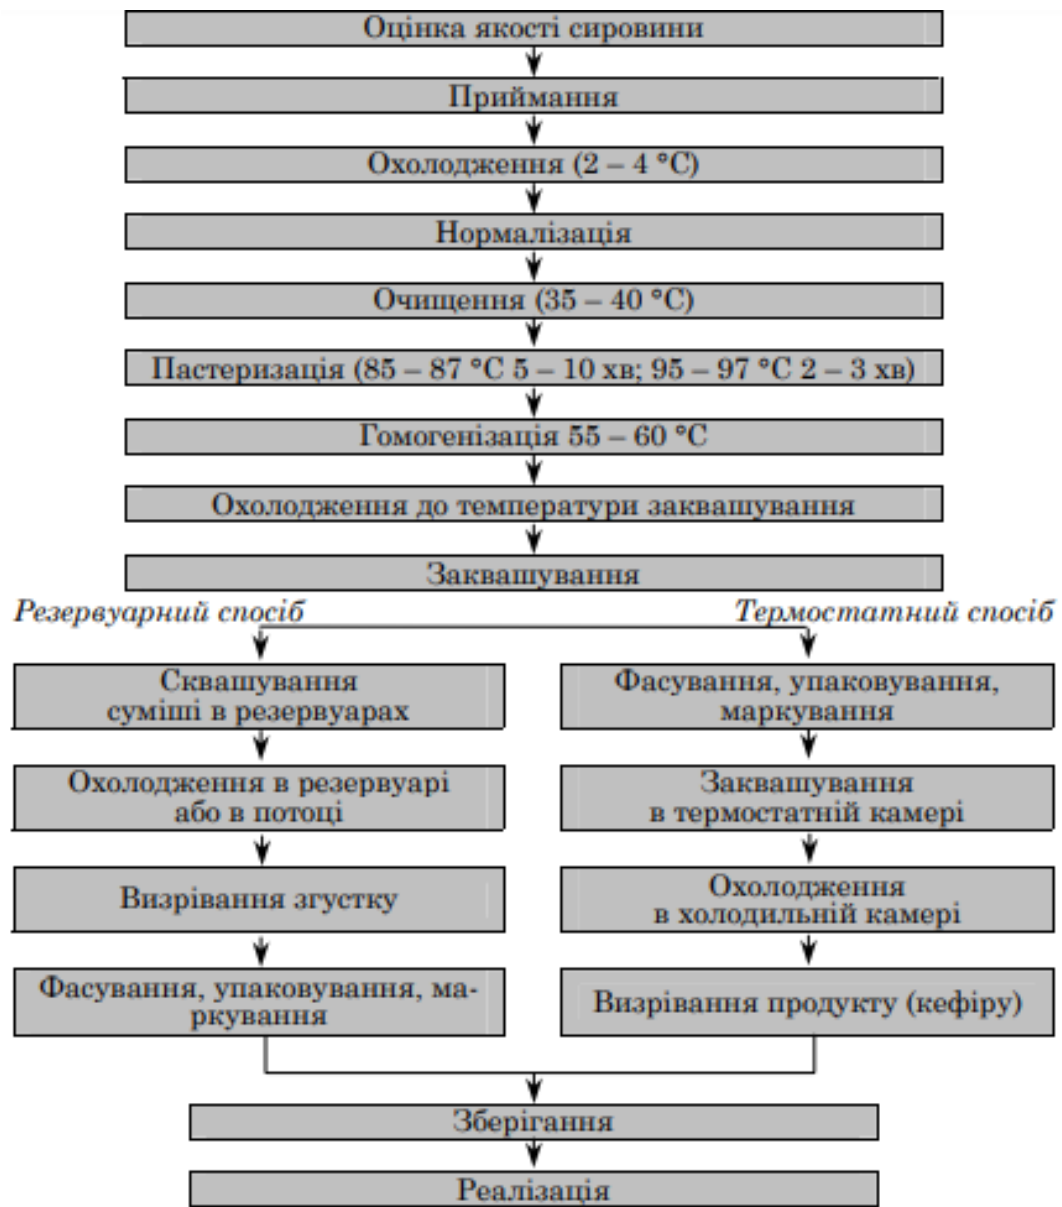 Оцінка якості сировини
Приймання
Охолодження (2 – 4 °С)
Нормалізація
Очищення (35 – 40 °С)
Пастеризація (85 – 87 °С 5 – 10 хв; 95 – 97 °С 2 – 3 хв)
Гомогенізація 55 – 60 °С
Охолодження до температури заквашування
Заквашування
Резервуарний спосіб
Термостатний спосіб
Сквашування
суміші в резервуарах
Фасування, упаковування,
маркування
Охолодження в резервуарі
або в потоці
Заквашування
в термостатній камері
Визрівання згустку
Охолодження
в холодильній камері
Фасування, упаковування, ма-
ркування
Визрівання продукту (кефіру)
Зберігання
Реалізація